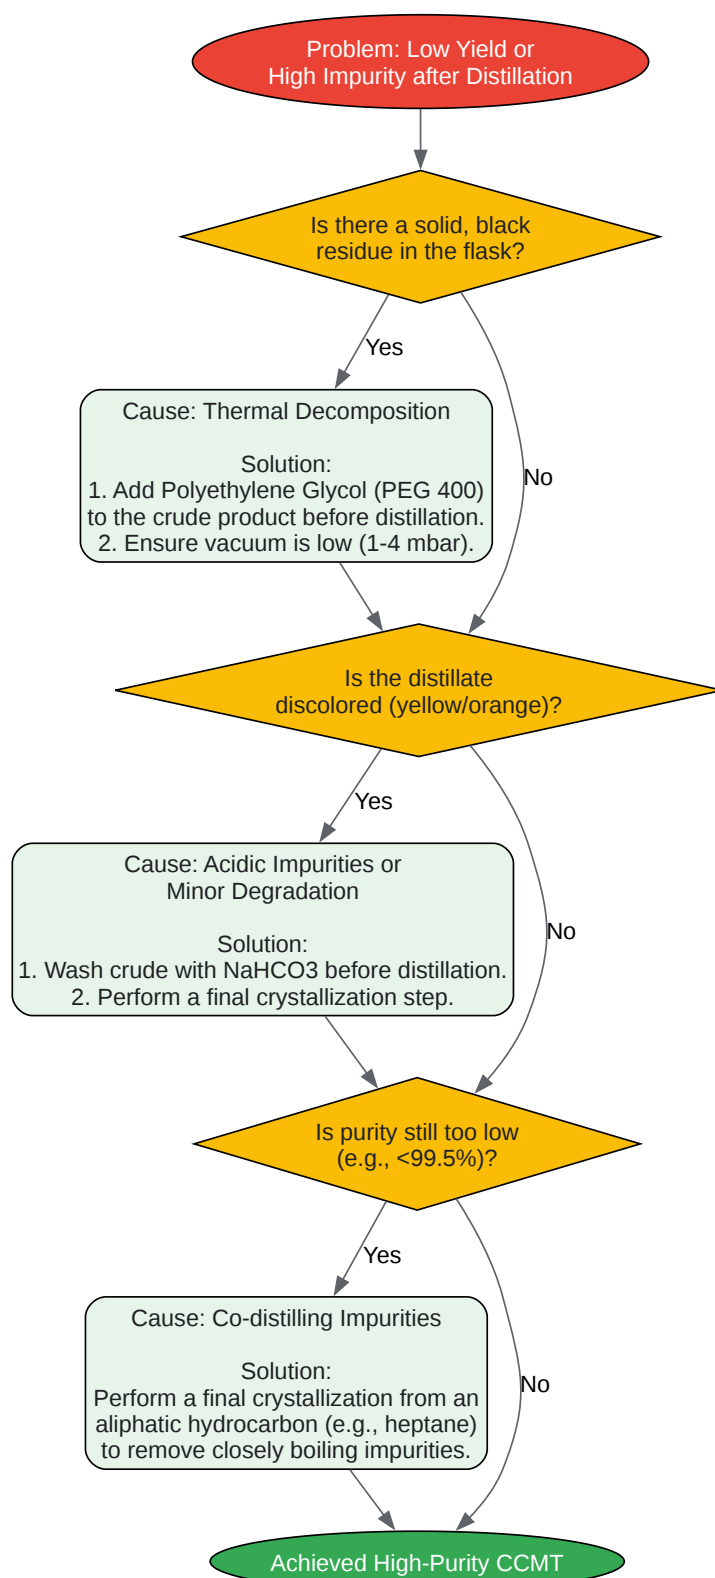 Problem: Low Yield or
High Impurity after Distillation
Is there a solid, black
residue in the flask?
Yes
No
Cause: Thermal Decomposition
Solution:
1. Add Polyethylene Glycol (PEG 400)
to the crude product before distillation.
2. Ensure vacuum is low (1-4 mbar).
Is the distillate
discolored (yellow/orange)?
Yes
No
Cause: Acidic Impurities or
Minor Degradation
Solution:
1. Wash crude with NaHCO3 before distillation.
2. Perform a final crystallization step.
Is purity still too low
(e.g., <99.5%)?
Yes
No
Cause: Co-distilling Impurities
Solution:
Perform a final crystallization from an
aliphatic hydrocarbon (e.g., heptane)
to remove closely boiling impurities.
Achieved High-Purity CCMT